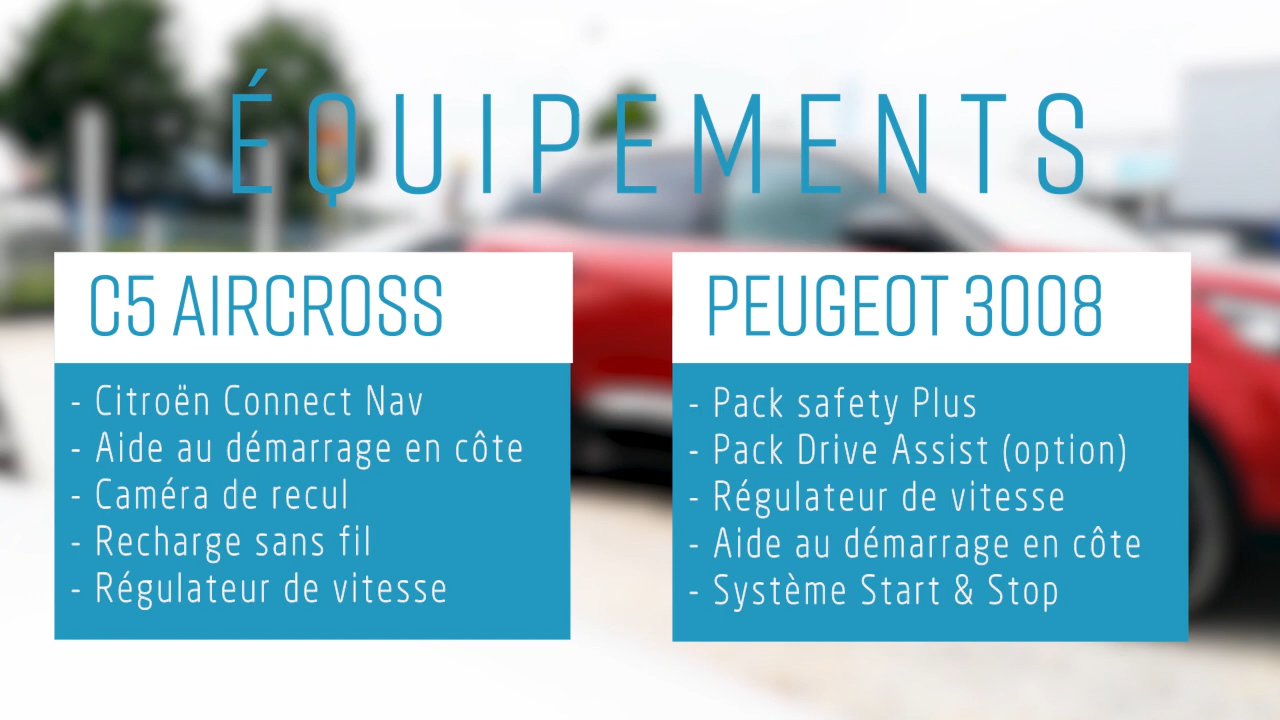 ÉQUIPEMENTS
C5 AIRCROSS
- Citroën Connect Nav
- Aide au démarrage en côte
- Caméra de recul
- Recharge sans fil
- Régulateur de vitesse
PEUGEOT 3008
- Pack safety Plus
- Pack Drive Assist (option)
- Régulateur de vitesse
- Aide au démarrage en côte
- Système Start & Stop